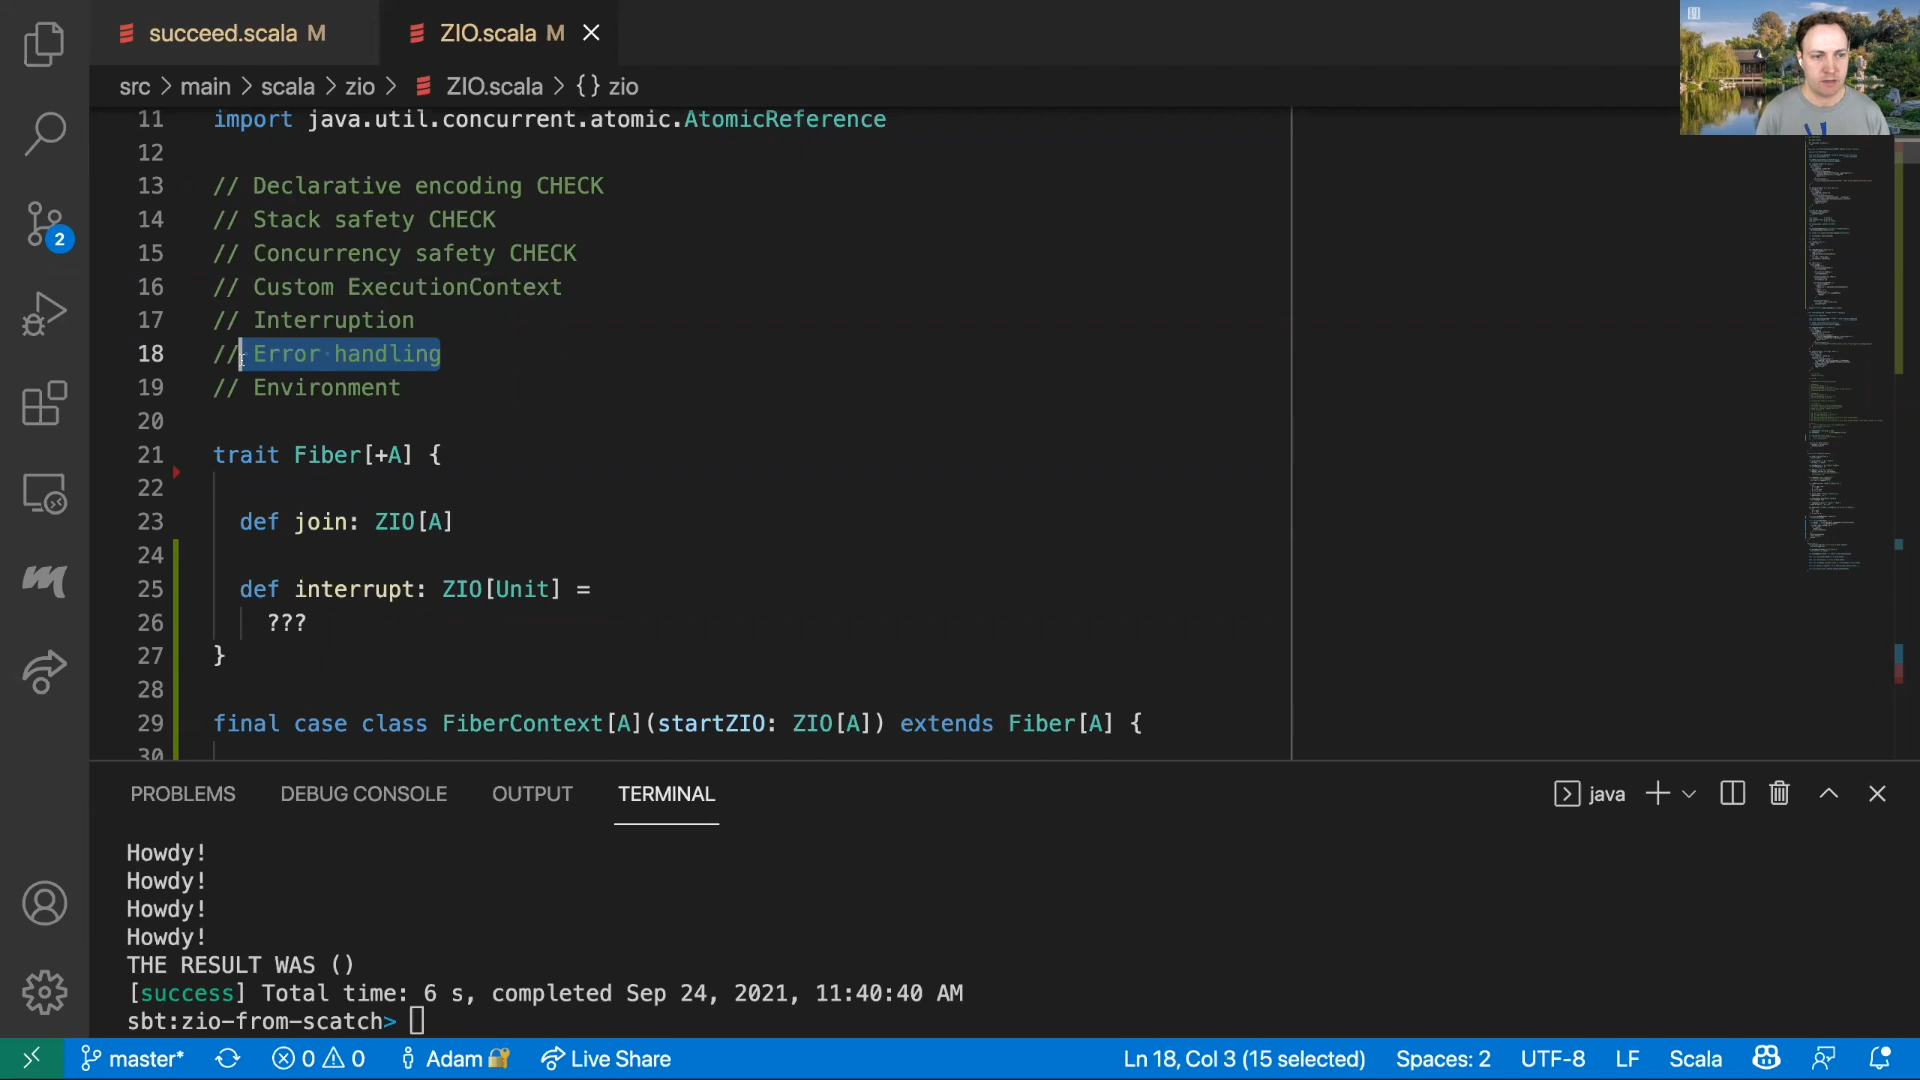 succeed.scala M
ZIO.scala M
src > main > scala > zio > ZIO.scala > {} zio
11 import java.util.concurrent.atomic.AtomicReference
12
13 // Declarative encoding CHECK
14 // Stack safety CHECK
15 // Concurrency safety CHECK
16 // Custom ExecutionContext
17 // Interruption
18 // Error handling
19 // Environment
20
21 trait Fiber[+A] {
22
23 def join: ZIO[A]
24
25 def interrupt: ZIO[Unit] =
26 ???
27 }
28
29 final case class FiberContext[A](startZIO: ZIO[A]) extends Fiber[A] {
30
2
PROBLEMS DEBUG CONSOLE OUTPUT TERMINAL
java
Howdy!
Howdy!
Howdy!
Howdy!
THE RESULT WAS ()
[success] Total time: 6 s, completed Sep 24, 2021, 11:40:40 AM
sbt:zio-from-scatch>
master* 0 0 Adam Live Share Ln 18, Col 3 (15 selected) Spaces: 2 UTF-8 LF Scala